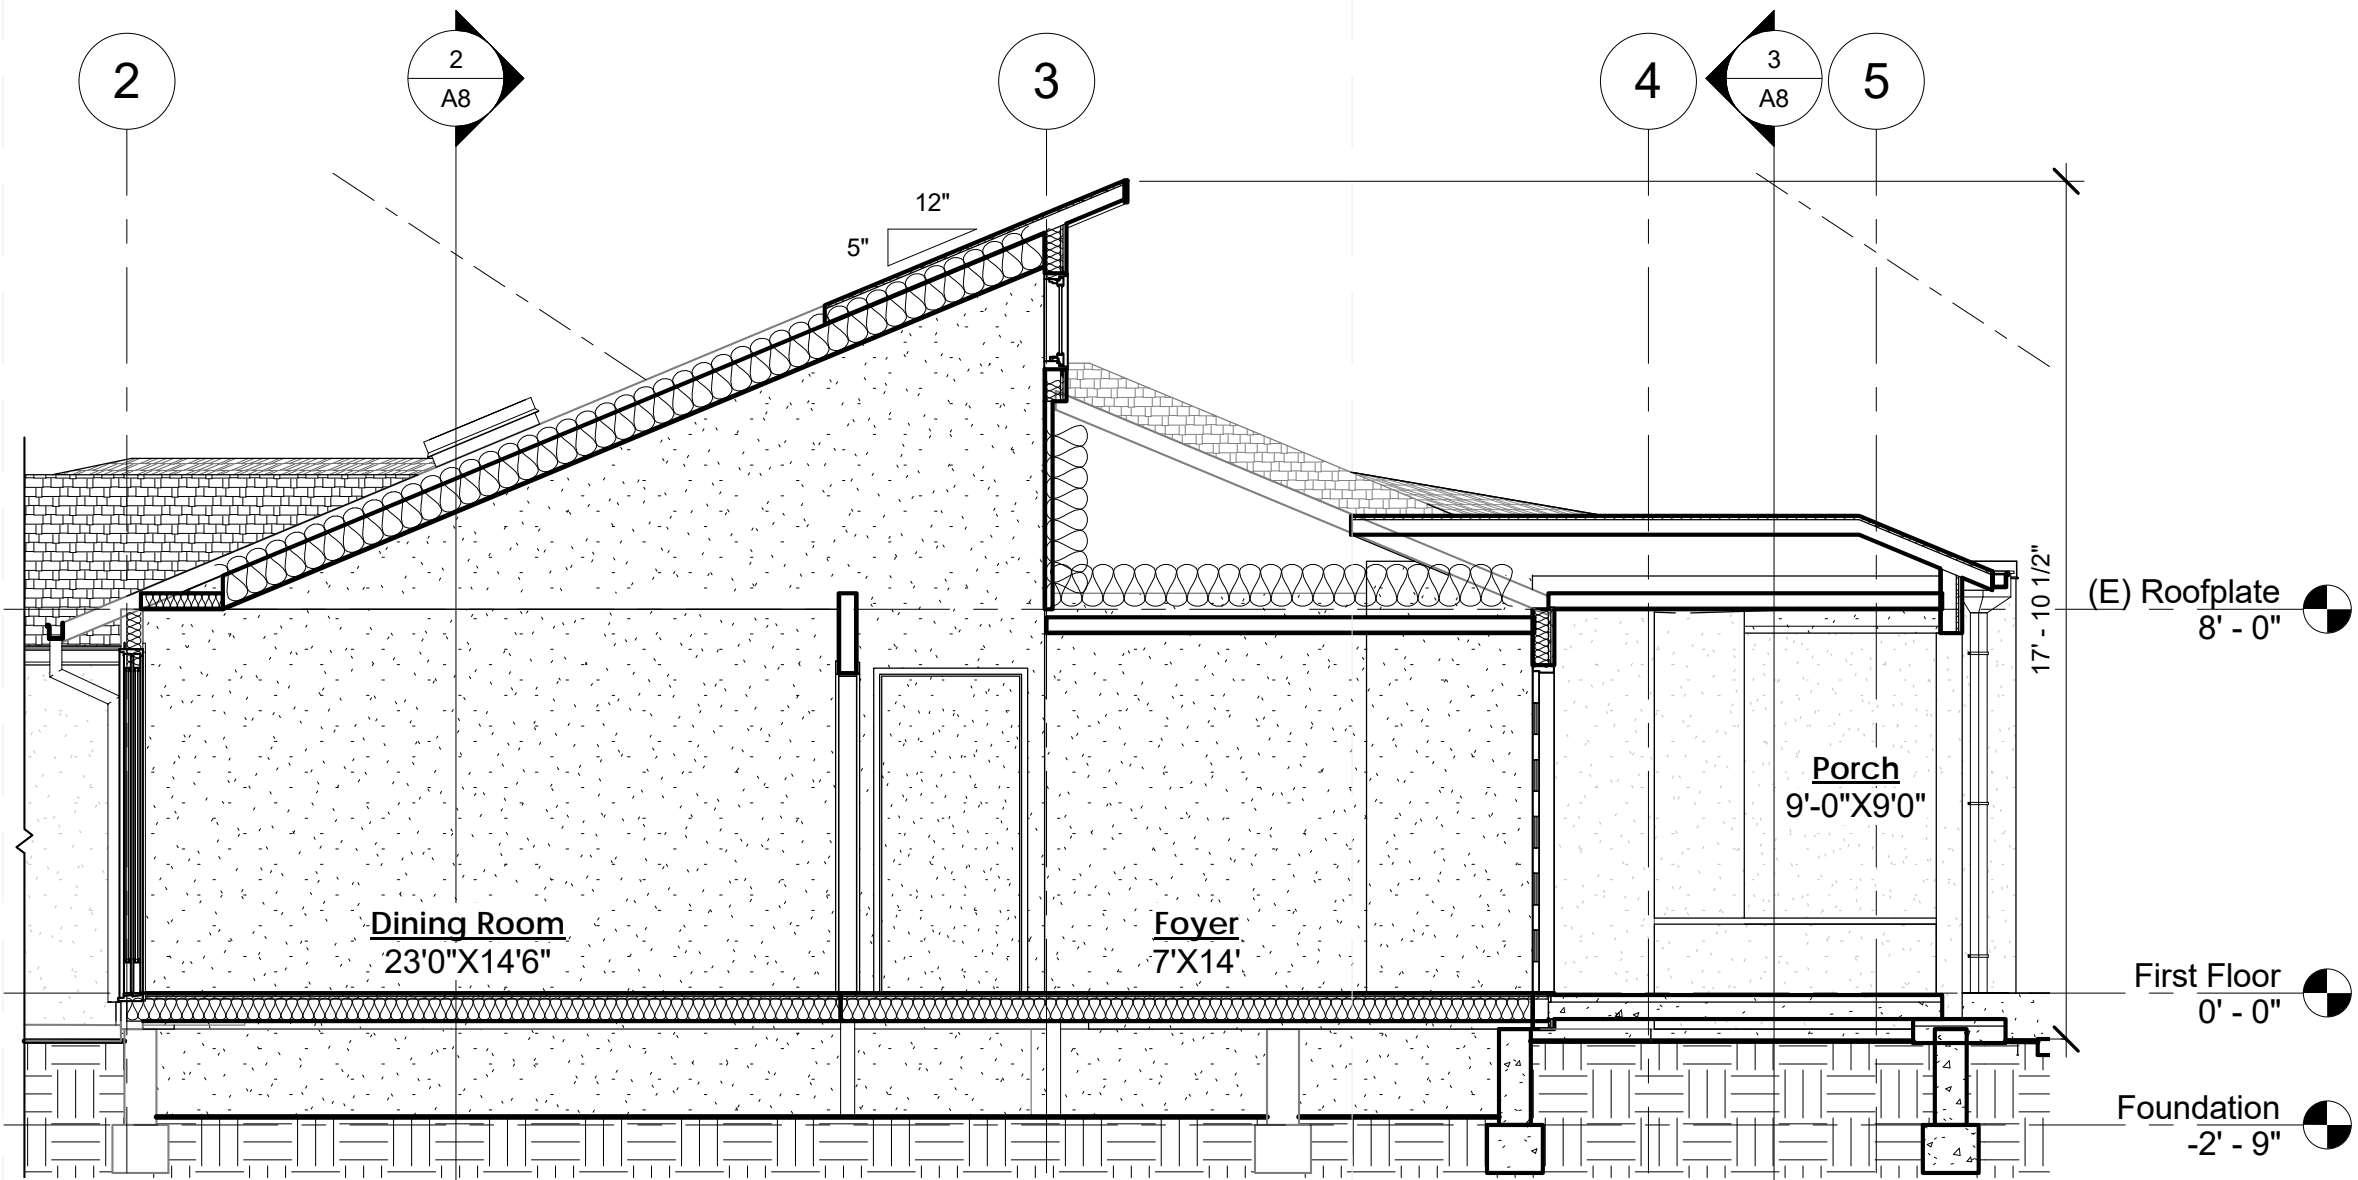 2
2
A8
3
4
3
A8
5
12"
5"
17' - 10 1/2"
(E) Roofplate
8' - 0"
Porch
9'-0"X9'0"
Dining Room
23'0"X14'6"
Foyer
7'X14'
First Floor
0' - 0"
Foundation
-2' - 9"